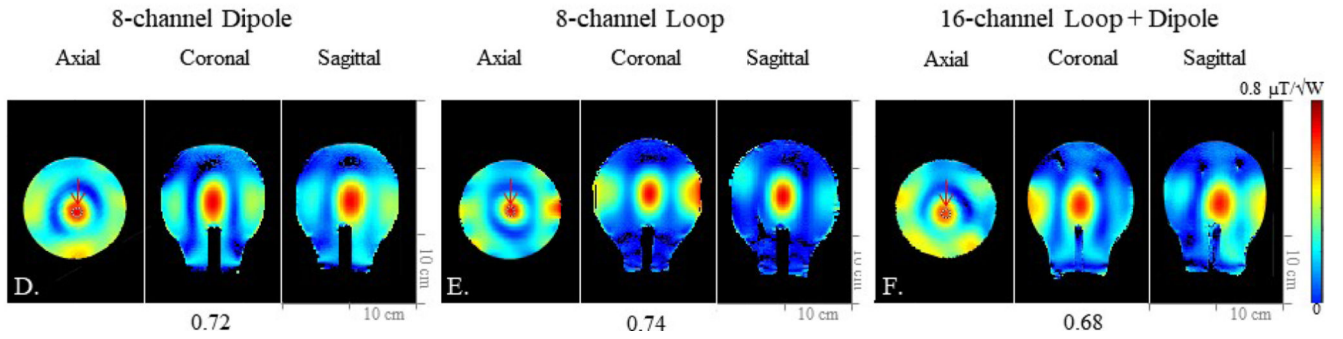 8-channel Dipole
8-channel Loop
16-channel Loop + Dipole
Axial
Coronal
Sagittal
Axial
Coronal
Sagittal
Axial
Coronal
Sagittal
0.8 μT/√W
D.
10 cm
10 cm
E.
10 cm
10 cm
F.
10 cm
10 cm
0
0.72
0.74
0.68